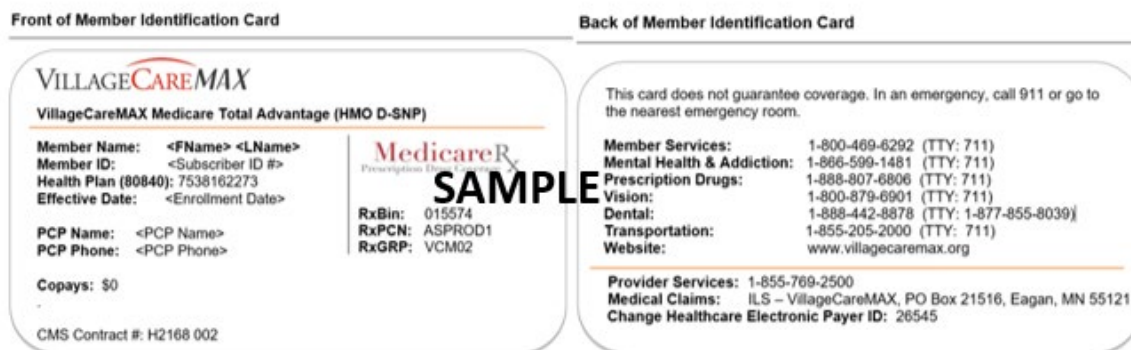 Front of Member Identification Card
VILLAGECAREMAX
VillageCareMAX Medicare Total Advantage (HMO D-SNP)
Member Name: <FName> <LName>
Member ID: <Subscriber ID #>
Health Plan (80840): 7538162273
Effective Date: <Enrollment Date>
PCP Name: <PCP Name>
PCP Phone: <PCP Phone>
Copays: $0
.
CMS Contract #: H2168 002
MedicareRx
Prescription Drug Coverage
RxBin: 015574
RxPCN: ASPROD1
RxGRP: VCM02
SAMPLE
Back of Member Identification Card
This card does not guarantee coverage. In an emergency, call 911 or go to
the nearest emergency room.
Member Services: 1-800-469-6292 (TTY: 711)
Mental Health & Addiction: 1-866-599-1481 (TTY: 711)
Prescription Drugs: 1-888-807-6806 (TTY: 711)
Vision: 1-800-879-6901 (TTY: 711)
Dental: 1-888-442-8878 (TTY: 1-877-855-8039)
Transportation: 1-855-205-2000 (TTY: 711)
Website: www.villagecaremax.org
Provider Services: 1-855-769-2500
Medical Claims: ILS – VillageCareMAX, PO Box 21516, Eagan, MN 55121
Change Healthcare Electronic Payer ID: 26545